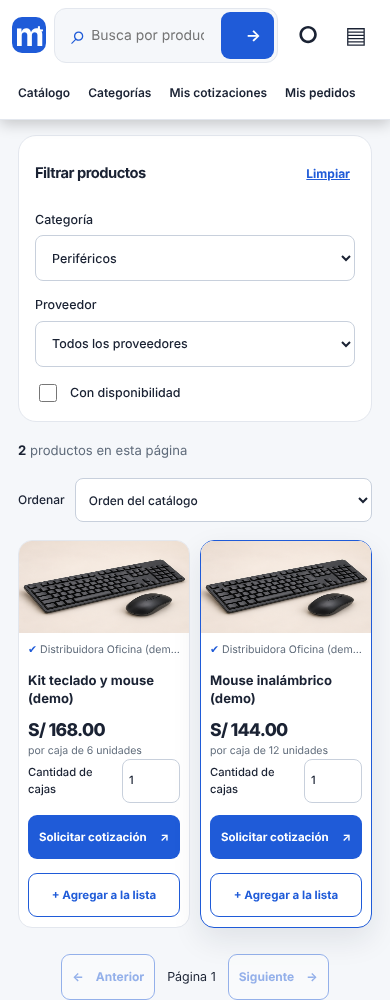 m
Busca por produc
Catálogo Categorías Mis cotizaciones Mis pedidos
Filtrar productos Limpiar
Categoría
Periféricos
Proveedor
Todos los proveedores
Con disponibilidad
2 productos en esta página
Ordenar Orden del catálogo
✔ Distribuidora Oficina (dem...
Kit teclado y mouse
(demo)
S/ 168.00
por caja de 6 unidades
Cantidad de
cajas
1
Solicitar cotización ↗
+ Agregar a la lista
✔ Distribuidora Oficina (dem...
Mouse inalámbrico
(demo)
S/ 144.00
por caja de 12 unidades
Cantidad de
cajas
1
Solicitar cotización ↗
+ Agregar a la lista
← Anterior Página 1 Siguiente →